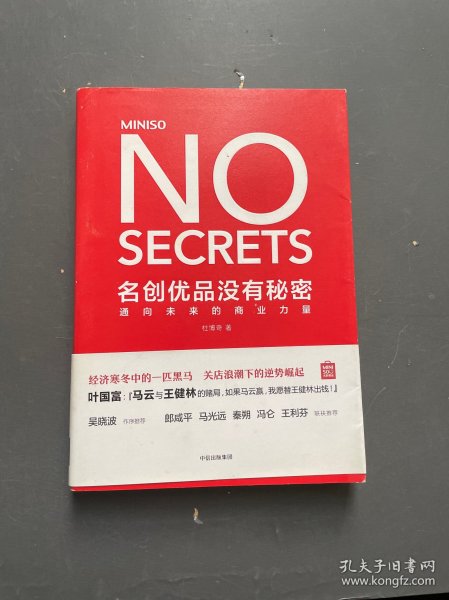 MINISO
NO
SECRETS
名创优品没有秘密
通向未来的商业力量
杜博奇 著
经济寒冬中的一匹黑马 关店浪潮下的逆势崛起
叶国富:『马云与王健林的赌局,如果马云赢,我愿替王健林出钱!』
吴晓波 作序推荐 郎咸平 马光远 秦朔 冯仑 王利芬 联袂推荐
中信出版集团
孔夫子旧书网
www.kongfz.com